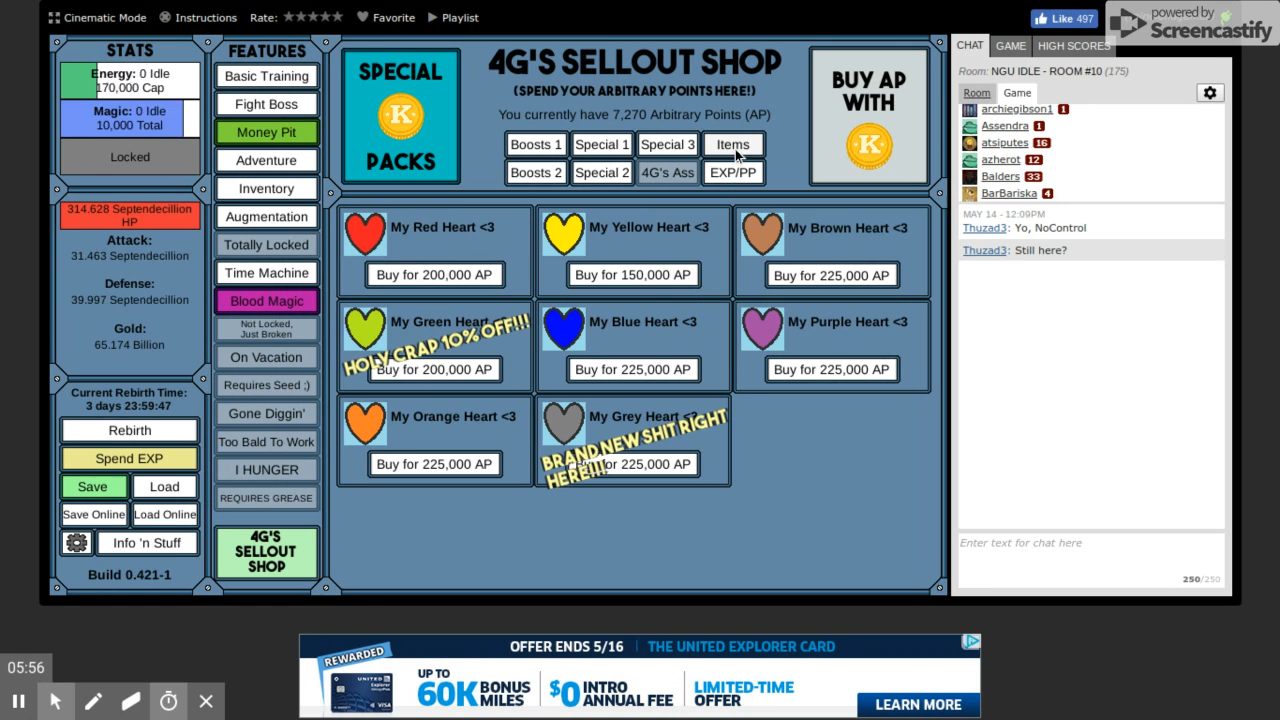 Cinematic Mode Instructions Rate: Favorite Playlist
Like 497
powered by
Screencastify
STATS
Energy: 0 Idle
170,000 Cap
Magic: 0 Idle
10,000 Total
Locked
314.628 Septendecillion
HP
Attack:
31.463 Septendecillion
Defense:
39.997 Septendecillion
Gold:
65.174 Billion
Current Rebirth Time:
3 days 23:59:47
Rebirth
Spend EXP
Save Load
Save Online Load Online
Info 'n Stuff
Build 0.421-1
FEATURES
Basic Training
Fight Boss
Money Pit
Adventure
Inventory
Augmentation
Totally Locked
Time Machine
Blood Magic
Not Locked,
Just Broken
On Vacation
Requires Seed ;)
Gone Diggin'
Too Bald To Work
I HUNGER
REQUIRES GREASE
4G'S
SELLOUT
SHOP
SPECIAL
K
PACKS
4G'S SELLOUT SHOP
(SPEND YOUR ARBITRARY POINTS HERE!)
You currently have 7,270 Arbitrary Points (AP)
Boosts 1 Special 1 Special 3 Items
Boosts 2 Special 2 4G's Ass EXP/PP
BUY AP
WITH
K
My Red Heart <3
Buy for 200,000 AP
My Yellow Heart <3
Buy for 150,000 AP
My Brown Heart <3
Buy for 225,000 AP
My Green Heart <3
HOLY CRAP 10% OFF!!!
Buy for 200,000 AP
My Blue Heart <3
Buy for 225,000 AP
My Purple Heart <3
Buy for 225,000 AP
My Orange Heart <3
Buy for 225,000 AP
My Grey Heart <3
BRAND NEW SHIT RIGHT
HERE!!!!
for 225,000 AP
CHAT GAME HIGH SCORES
Room: NGU IDLE - ROOM #10 (175)
Room Game
archiegibson1 1
Assendra 1
atsiputes 16
azherot 12
Balders 33
BarBariska 4
MAY 14 - 12:09PM
Thuzad3: Yo, NoControl
Thuzad3: Still here?
Enter text for chat here
250/250
05:56
REWARDED
UP TO
60K BONUS
MILES
OFFER ENDS 5/16 | THE UNITED EXPLORER CARD
$0 INTRO
ANNUAL FEE
LIMITED-TIME
OFFER
LEARN MORE